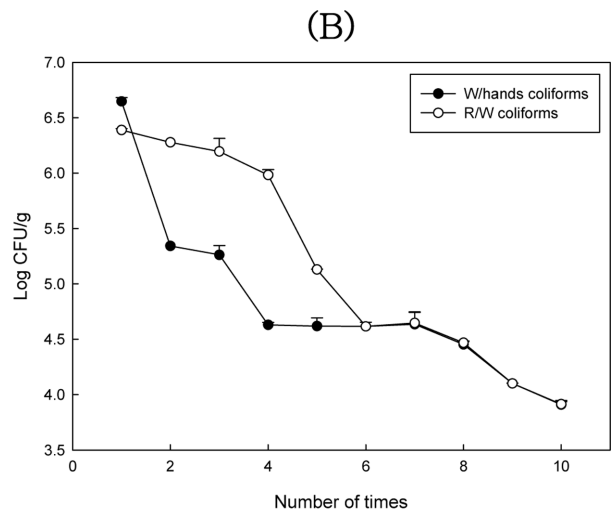 (B)
7.0
6.5
6.0
5.5
5.0
4.5
4.0
3.5
Log CFU/g
W/hands coliforms
R/W coliforms
0 2 4 6 8 10
Number of times